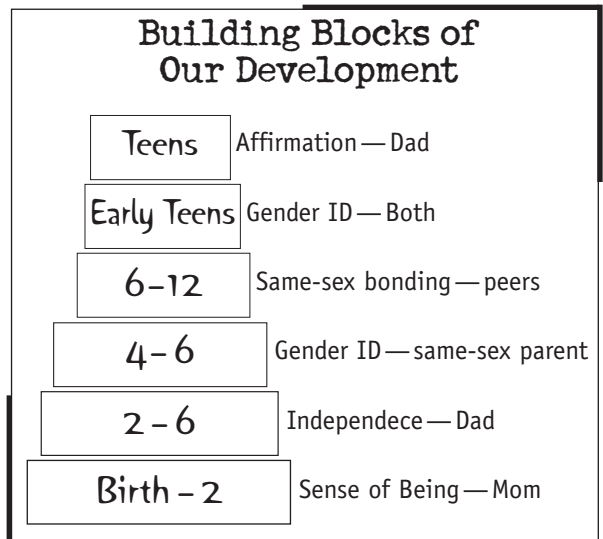 Building Blocks of
Our Development
Teens Affirmation — Dad
Early Teens Gender ID — Both
6–12 Same-sex bonding — peers
4–6 Gender ID — same-sex parent
2–6 Independece — Dad
Birth – 2 Sense of Being — Mom